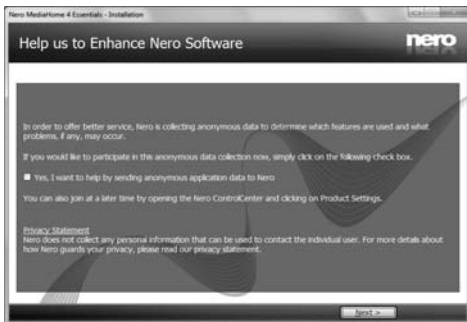 Nero MediaHome 4 Essentials - Installation
Help us to Enhance Nero Software
nero
In order to offer better service, Nero is collecting anonymous data to determine which features are used and what
problems, if any, may occur.
If you would like to participate in this anonymous data collection now, simply click on the following check box.
Yes, I want to help by sending anonymous application data to Nero
You can also join at a later time by opening the Nero ControlCenter and clicking on Product Settings.
Privacy Statement
Nero does not collect any personal information that can be used to contact the individual user. For more details about
how Nero guards your privacy, please read our privacy statement.
Next >